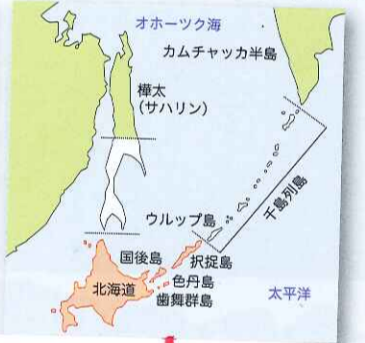 オホーツク海
カムチャッカ半島
樺太
(サハリン)
千島列島
ウルップ島
国後島
択捉島
色丹島
歯舞群島
北海道
太平洋